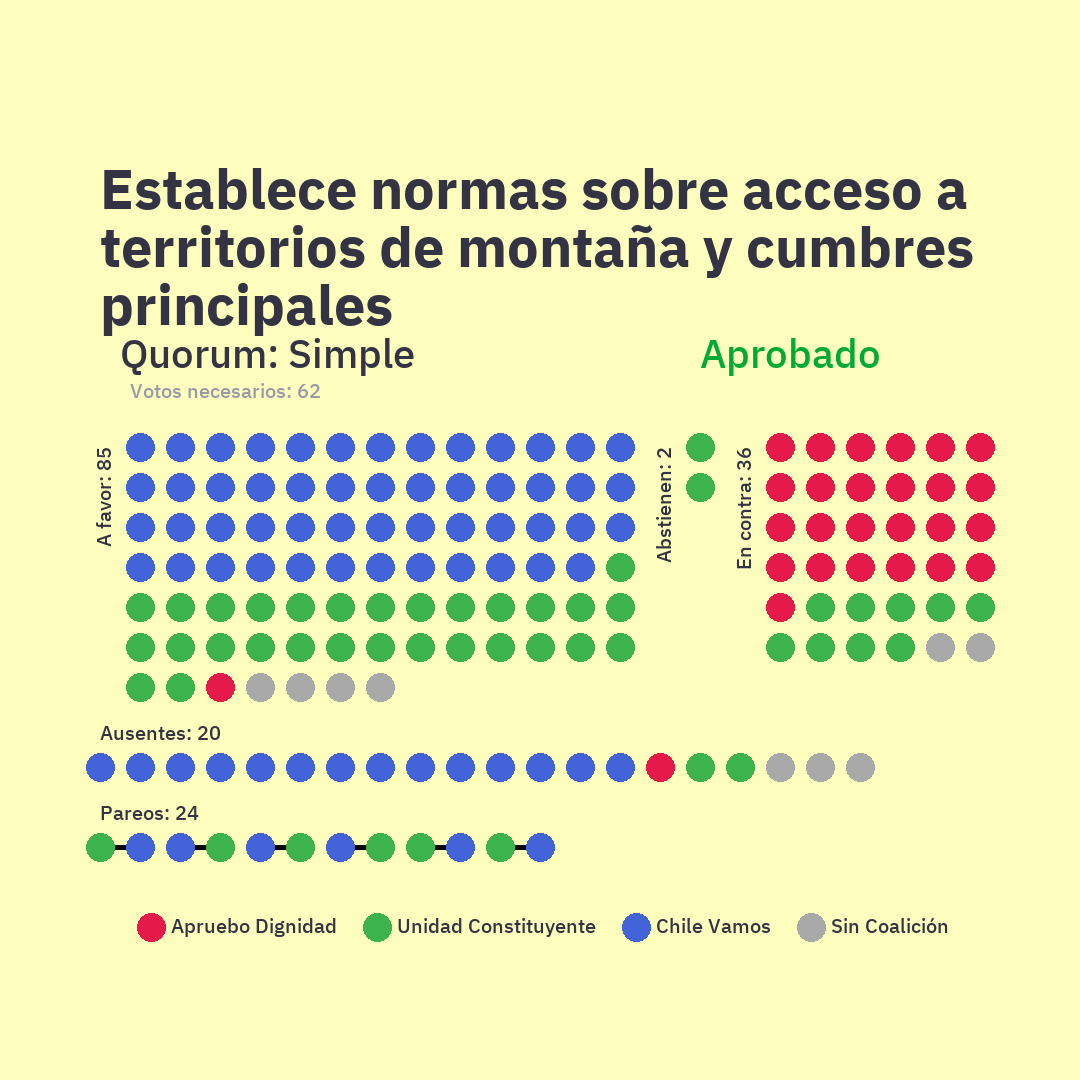 Establece normas sobre acceso a
territorios de montaña y cumbres
principales
Quorum: Simple
Aprobado
Votos necesarios: 62
A favor: 85
Abstienen: 2
En contra: 36
Ausentes: 20
Pareos: 24
Apruebo Dignidad
Unidad Constituyente
Chile Vamos
Sin Coalición